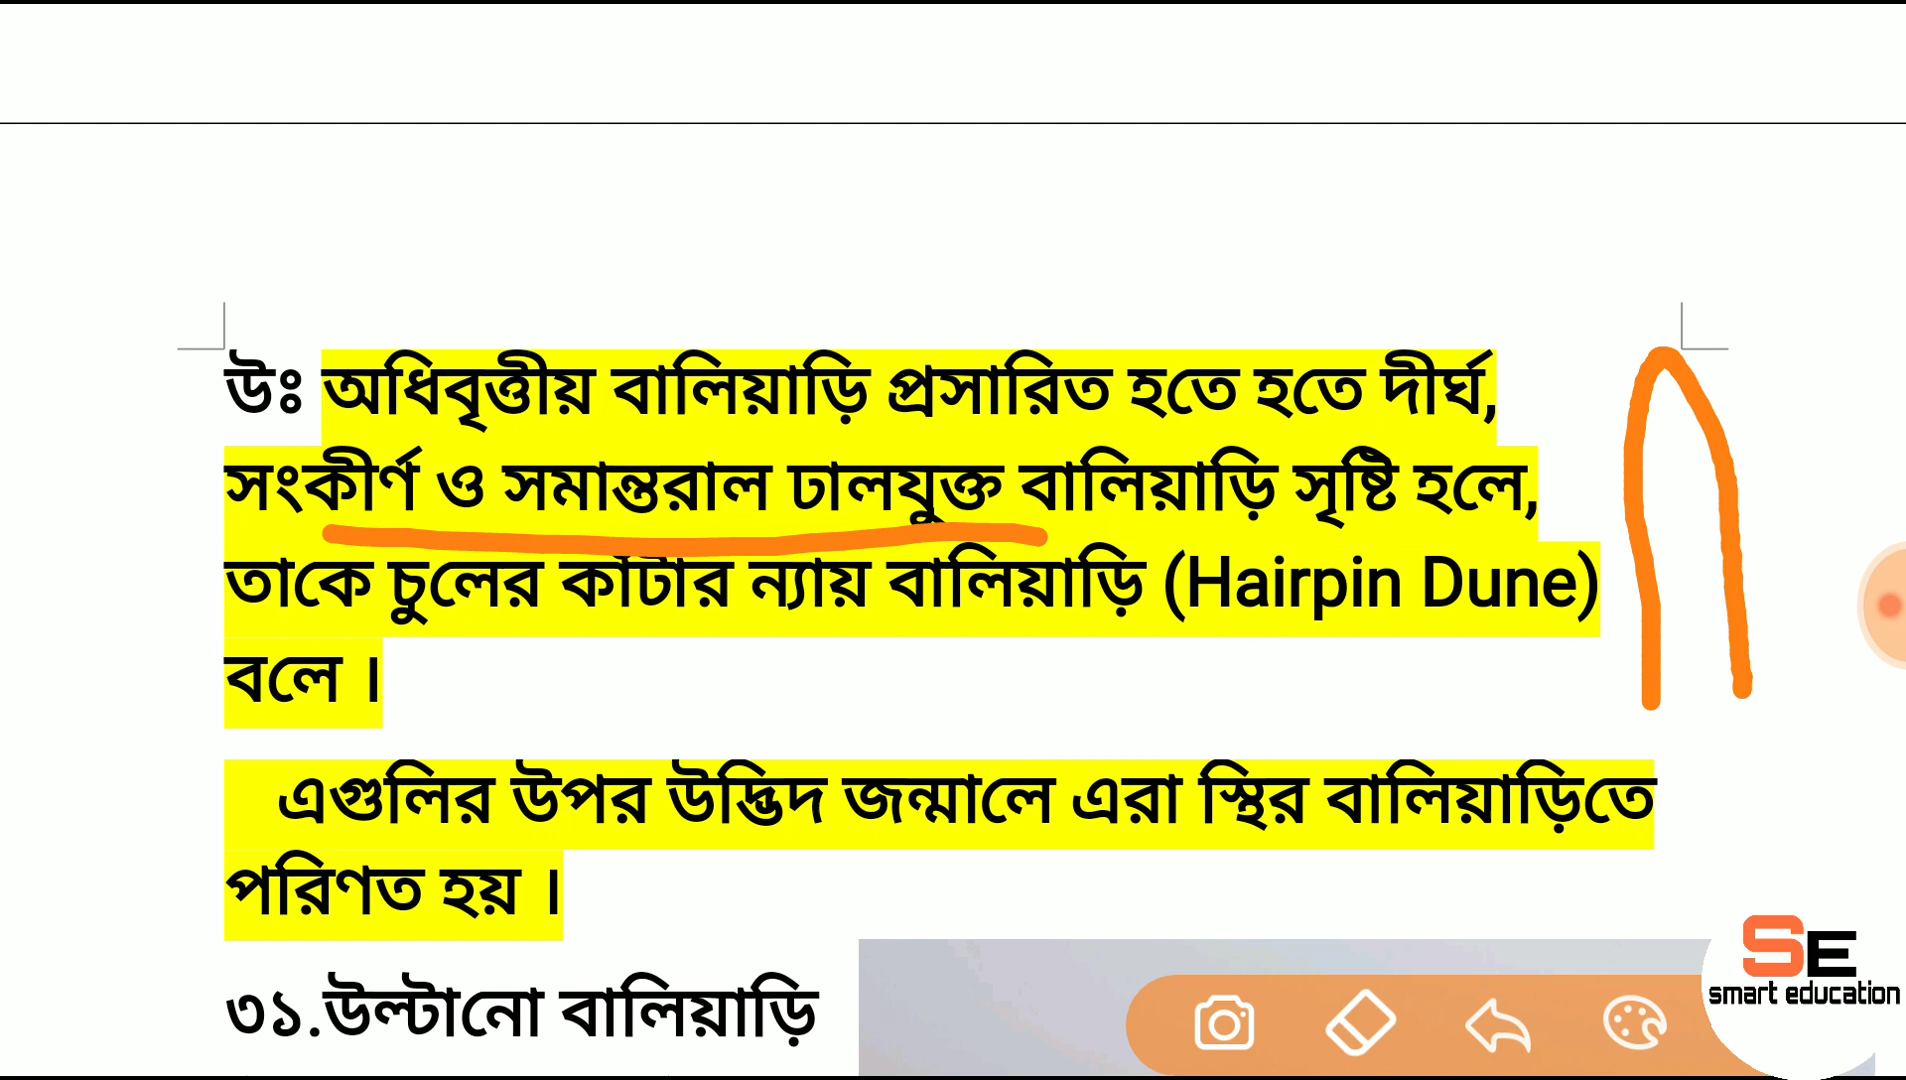 উঃ অধিবৃত্তীয় বালিয়াড়ি প্রসারিত হতে হতে দীর্ঘ,
সংকীর্ণ ও সমান্তরাল ঢালযুক্ত বালিয়াড়ি সৃষ্টি হলে,
তাকে চুলের কাঁটার ন্যায় বালিয়াড়ি (Hairpin Dune)
বলে ।
এগুলির উপর উদ্ভিদ জন্মালে এরা স্থির বালিয়াড়িতে
পরিণত হয় ।
৩১.উল্টানো বালিয়াড়ি
SE
smart education